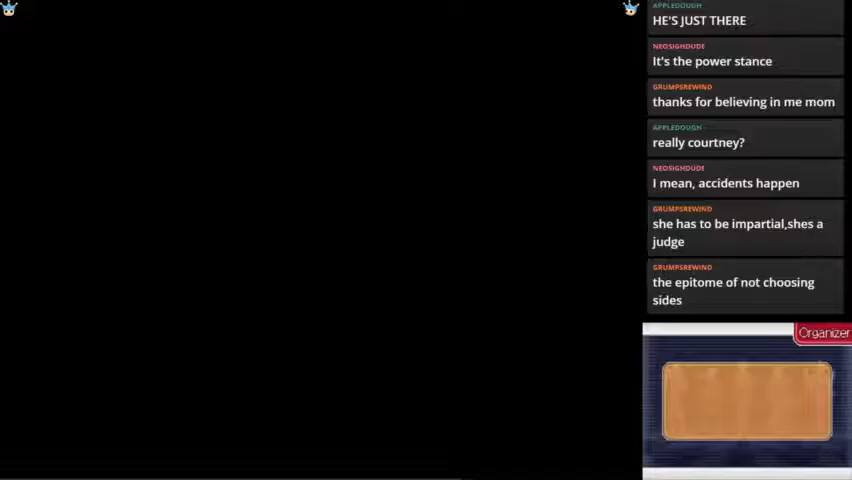 APPLEDOUGH
HE'S JUST THERE
NEOSIGHDUDE
It's the power stance
GRUMPSREWIND
thanks for believing in me mom
APPLEDOUGH
really courtney?
NEOSIGHDUDE
I mean, accidents happen
GRUMPSREWIND
she has to be impartial,shes a
judge
GRUMPSREWIND
the epitome of not choosing
sides
Organizer